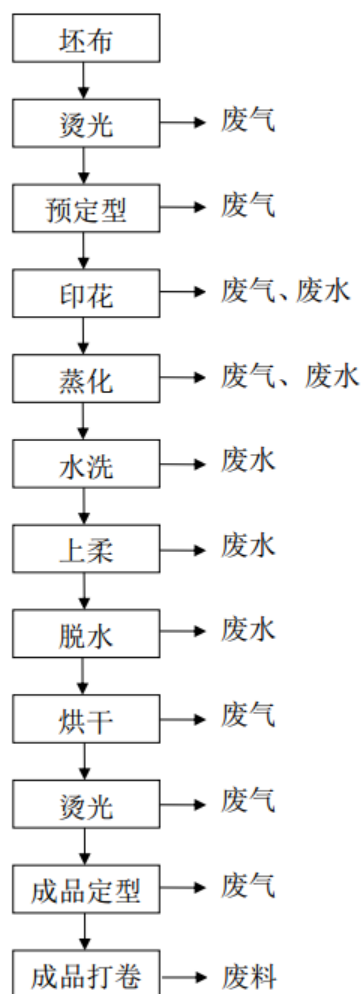 坯布
烫光 废气
预定型 废气
印花 废气、废水
蒸化 废气、废水
水洗 废水
上柔 废水
脱水 废水
烘干 废气
烫光 废气
成品定型 废气
成品打卷 废料